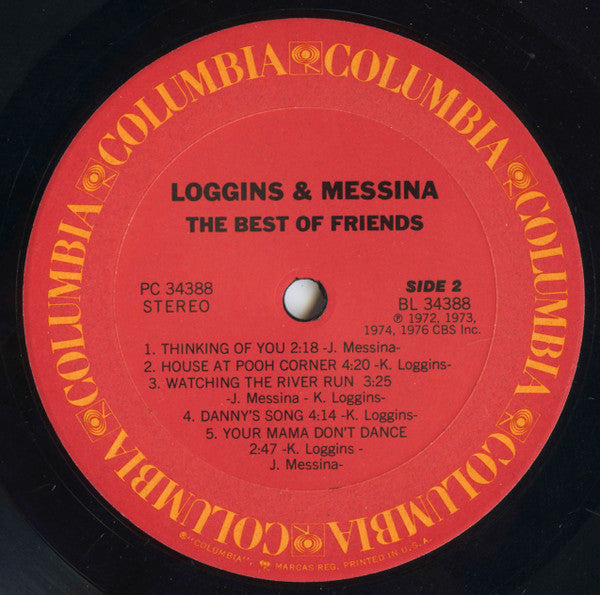 COLUMBIA COLUMBIA COLUMBIA COLUMBIA COLUMBIA COLUMBIA
LOGGINS & MESSINA
THE BEST OF FRIENDS
PC 34388
STEREO
SIDE 2
BL 34388
℗ 1972, 1973,
1974, 1976 CBS Inc.
1. THINKING OF YOU 2:18 -J. Messina-
2. HOUSE AT POOH CORNER 4:20 -K. Loggins-
3. WATCHING THE RIVER RUN 3:25
-J. Messina - K. Loggins-
4. DANNY'S SONG 4:14 -K. Loggins-
5. YOUR MAMA DON'T DANCE
2:47 -K. Loggins -
J. Messina-
®"COLUMBIA", MARCAS REG. PRINTED IN U.S.A.